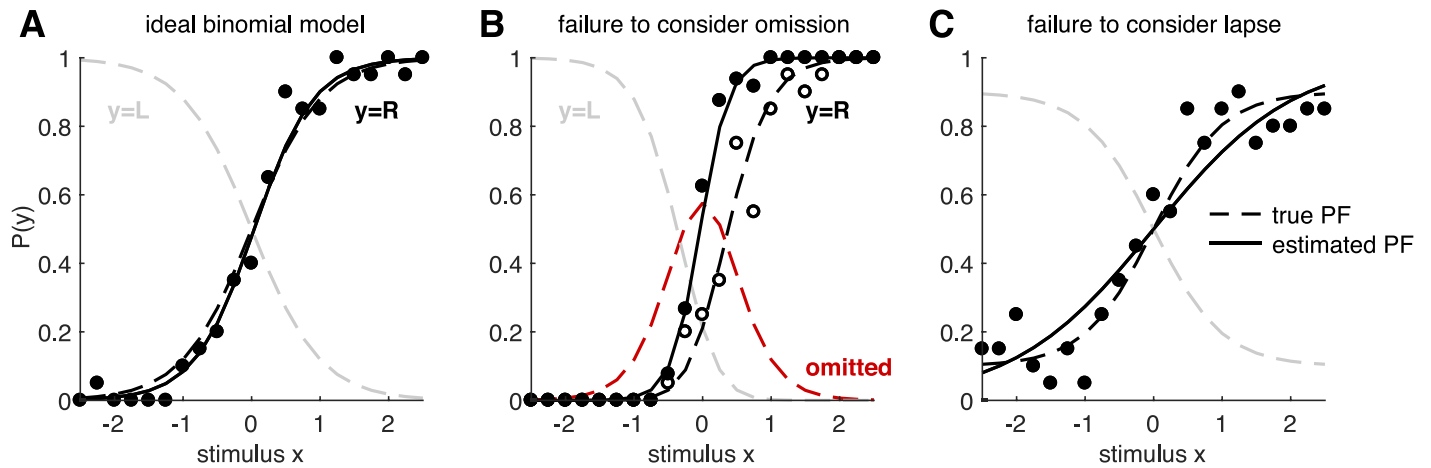 A
ideal binomial model
1
0.8
0.6
0.4
0.2
0
P(y)
y=L
y=R
-2
-1
0
1
2
stimulus x
B
failure to consider omission
1
0.8
0.6
0.4
0.2
0
y=L
y=R
omitted
-2
-1
0
1
2
stimulus x
C
failure to consider lapse
1
0.8
0.6
0.4
0.2
0
true PF
estimated PF
-2
-1
0
1
2
stimulus x